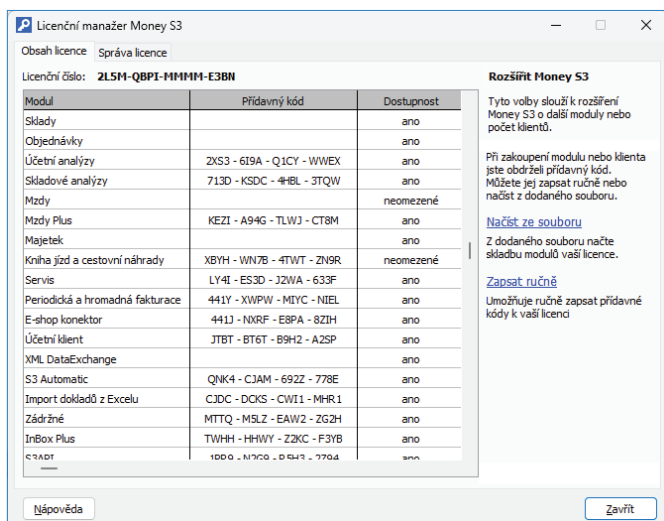 Licenční manažer Money S3
Obsah licence Správa licence
Licenční číslo: 2L5M-QBPI-MMMM-E3BN
Modul Přídavný kód Dostupnost
Sklady ano
Objednávky ano
Účetní analýzy 2XS3 - 6I9A - Q1CY - WWEX ano
Skladové analýzy 713D - KSDC - 4HBL - 3TQW ano
Mzdy neomezené
Mzdy Plus KEZI - A94G - TLWJ - CT8M ano
Majetek ano
Kniha jízd a cestovní náhrady XBYH - WN7B - 4TWT - ZN9R neomezené
Servis LY4I - ES3D - J2WA - 633F ano
Periodická a hromadná fakturace 441Y - XWPW - MIYC - NIEL ano
E-shop konektor 441J - NXRF - E8PA - 8ZIH ano
Účetní klient JTBT - BT6T - B9H2 - A2SP ano
XML DataExchange ano
S3 Automatic QNK4 - CJAM - 692Z - 778E ano
Import dokladů z Excelu CJDC - DCKS - CWI1 - MHR1 ano
Zádržné MTTQ - M5LZ - EAW2 - ZG2H ano
InBox Plus TWHH - HHWY - Z2KC - F3YB ano
S3API 1PR9 - N2G9 - P5H3 - 2794 ano
Rozšířit Money S3
Tyto volby slouží k rozšíření
Money S3 o další moduly nebo
počet klientů.
Při zakoupení modulu nebo klienta
jste obdrželi přídavný kód.
Můžete jej zapsat ručně nebo
načíst z dodaného souboru.
Načíst ze souboru
Z dodaného souboru načte
skladbu modulů vaší licence.
Zapsat ručně
Umožňuje ručně zapsat přídavné
kódy k vaší licenci
Nápověda Zavřít